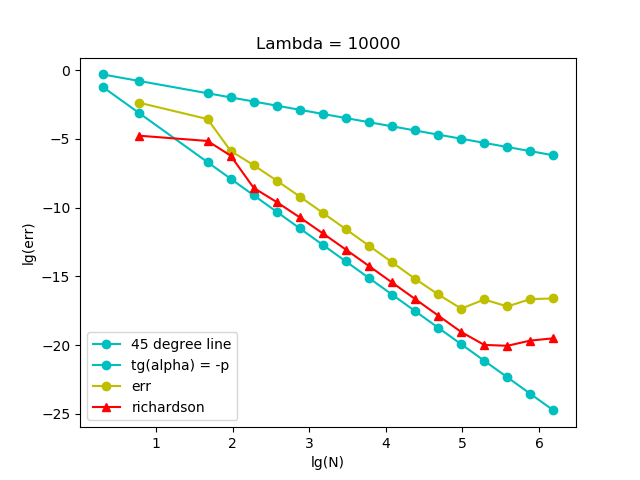 Lambda = 10000
0
−5
−10
−15
−20
−25
lg(err)
45 degree line
tg(alpha) = -p
err
richardson
1
2
3
4
5
6
lg(N)